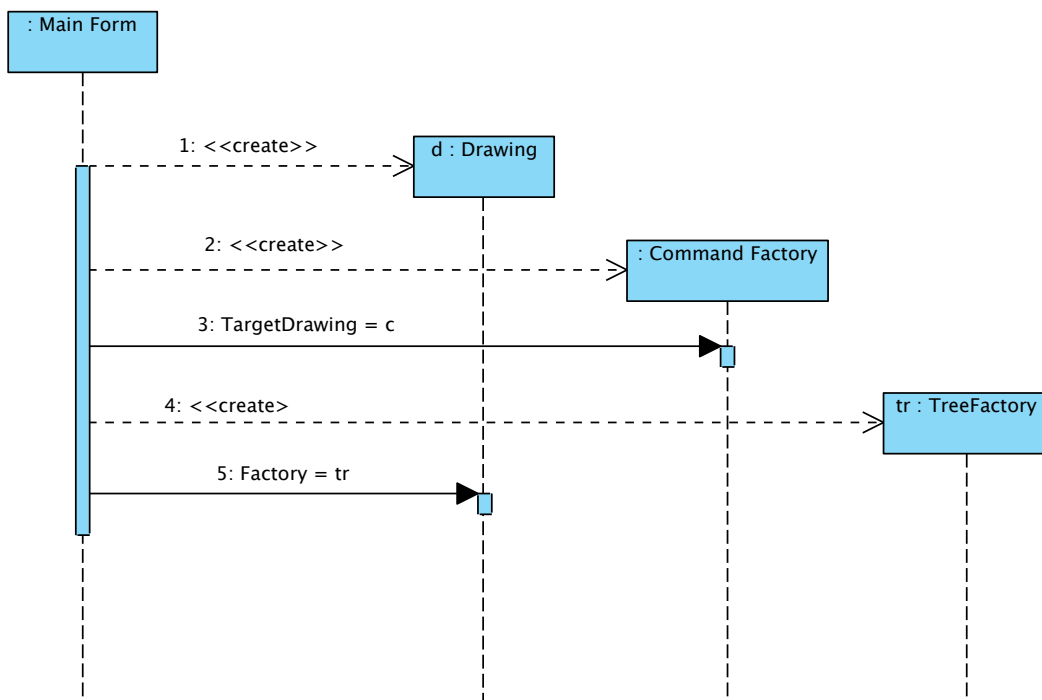 : Main Form
1: <<create>>
d : Drawing
2: <<create>>
: Command Factory
3: TargetDrawing = c
4: <<create>
tr : TreeFactory
5: Factory = tr